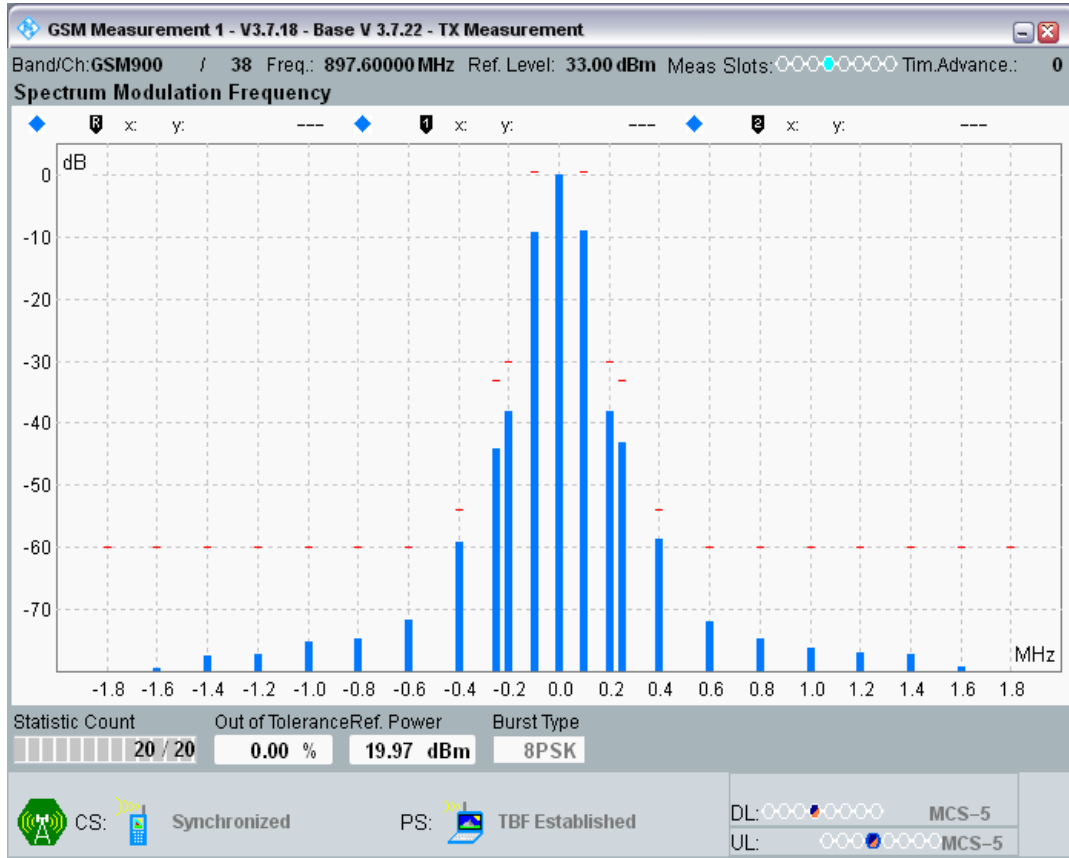 GSM Measurement 1 - V3.7.18 - Base V 3.7.22 - TX Measurement
Band/Ch:GSM900 / 38 Freq.: 897.60000 MHz Ref. Level: 33.00 dBm Meas Slots: Tim.Advance.: 0
Spectrum Modulation Frequency
R x: y: --- 1 x: y: --- 2 x: y: ---
dB
0
-10
-20
-30
-40
-50
-60
-70
MHz
-1.8 -1.6 -1.4 -1.2 -1.0 -0.8 -0.6 -0.4 -0.2 0.0 0.2 0.4 0.6 0.8 1.0 1.2 1.4 1.6 1.8
Statistic Count Out of Tolerance Ref. Power Burst Type
20 / 20 0.00 % 19.97 dBm 8PSK
CS: Synchronized PS: TBF Established
DL: MCS-5
UL: MCS-5